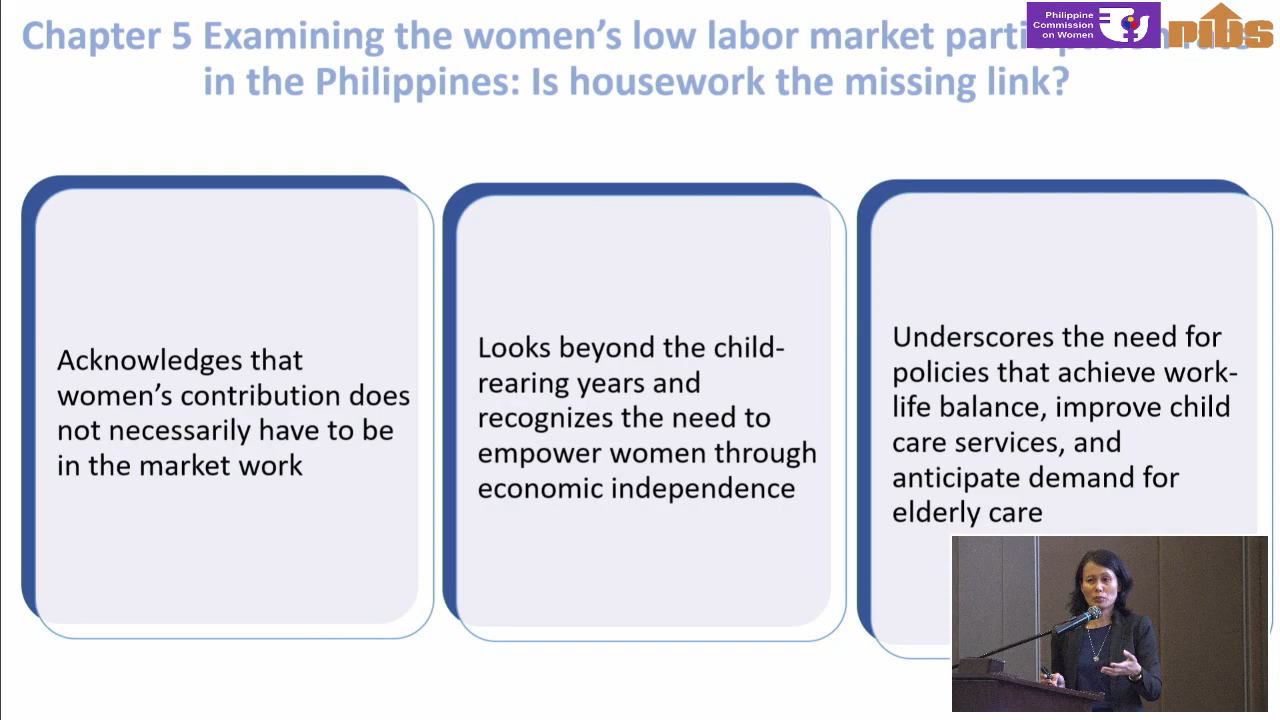 Chapter 5 Examining the women's low labor market
in the Philippines: Is housework the missing link?
Philippine
Commission
on Women
Acknowledges that
women's contribution does
not necessarily have to be
in the market work
Looks beyond the child-
rearing years and
recognizes the need to
empower women through
economic independence
Underscores the need for
policies that achieve work-
life balance, improve child
care services, and
anticipate demand for
elderly care